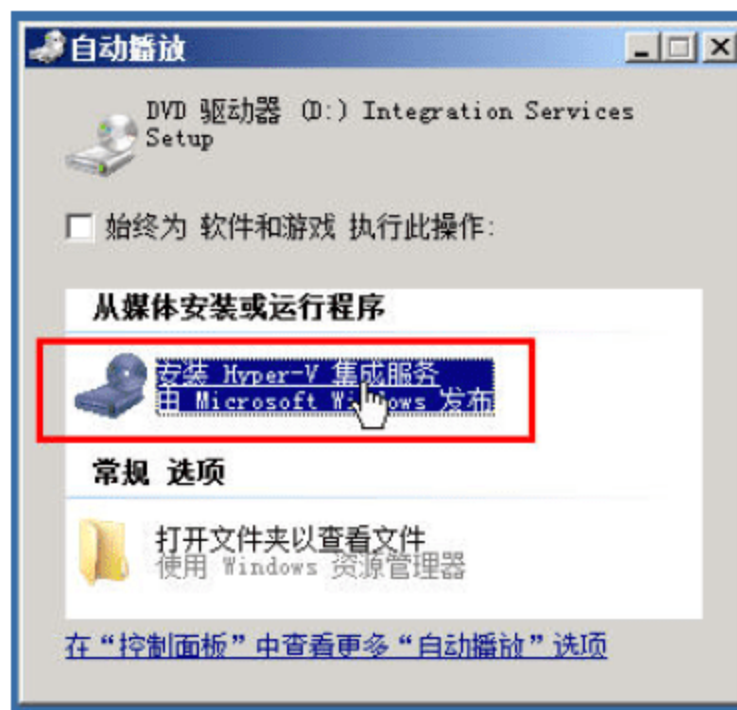 自动播放
DVD 驱动器 (D:) Integration Services
Setup
始终为 软件和游戏 执行此操作:
从媒体安装或运行程序
安装 Hyper-V 集成服务
由 Microsoft Windows 发布
常规 选项
打开文件夹以查看文件
使用 Windows 资源管理器
在“控制面板”中查看更多“自动播放”选项